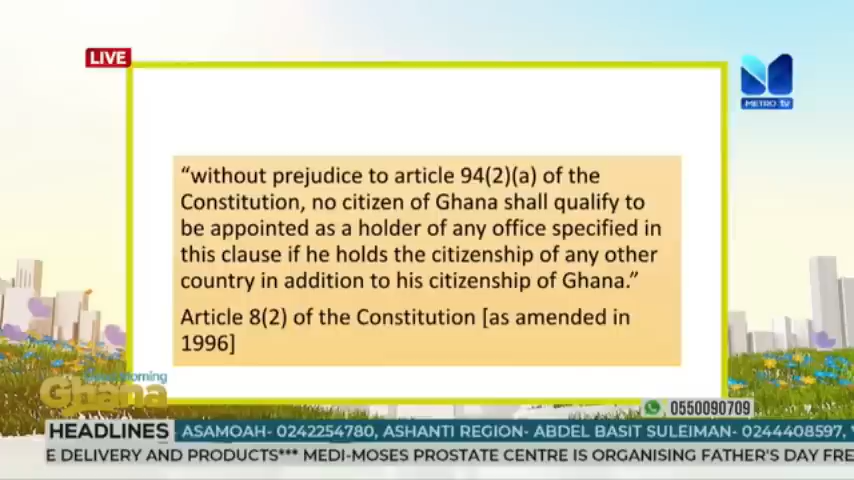 LIVE
METRO tv
“without prejudice to article 94(2)(a) of the
Constitution, no citizen of Ghana shall qualify to
be appointed as a holder of any office specified in
this clause if he holds the citizenship of any other
country in addition to his citizenship of Ghana.”
Article 8(2) of the Constitution [as amended in
1996]
Morning
Ghana
0550090709
HEADLINES
ASAMOAH- 0242254780, ASHANTI REGION- ABDEL BASIT SULEIMAN- 0244408597,
E DELIVERY AND PRODUCTS*** MEDI-MOSES PROSTATE CENTRE IS ORGANISING FATHER'S DAY FRE